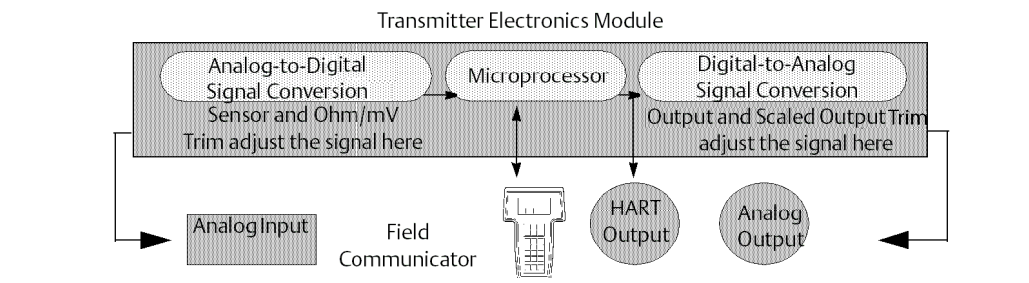 Transmitter Electronics Module
Analog-to-Digital
Signal Conversion
Sensor and Ohm/mV
Trim adjust the signal here
Microprocessor
Digital-to-Analog
Signal Conversion
Output and Scaled Output Trim
adjust the signal here
Analog Input
Field
Communicator
HART
Output
Analog
Output